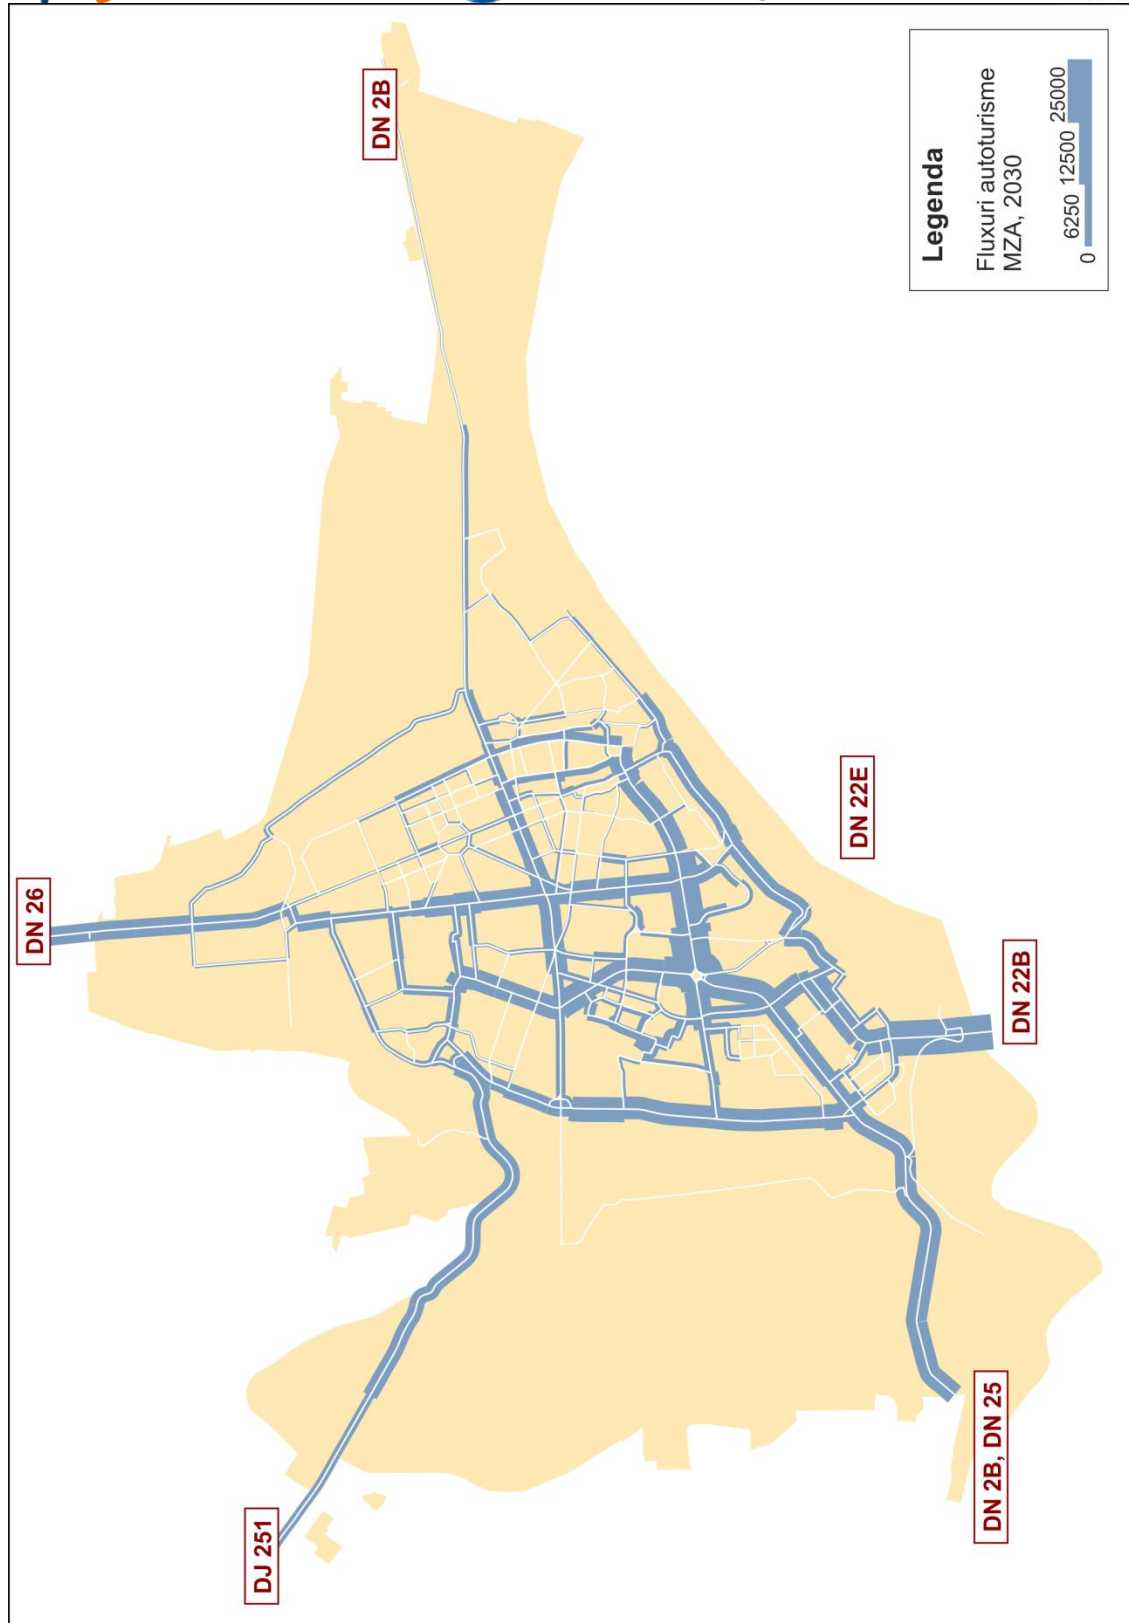 DN 26
DJ 251
DN 2B
DN 22E
DN 2B, DN 25
DN 22B
Legenda
Fluxuri autoturisme
MZA, 2030
0 6250 12500 25000